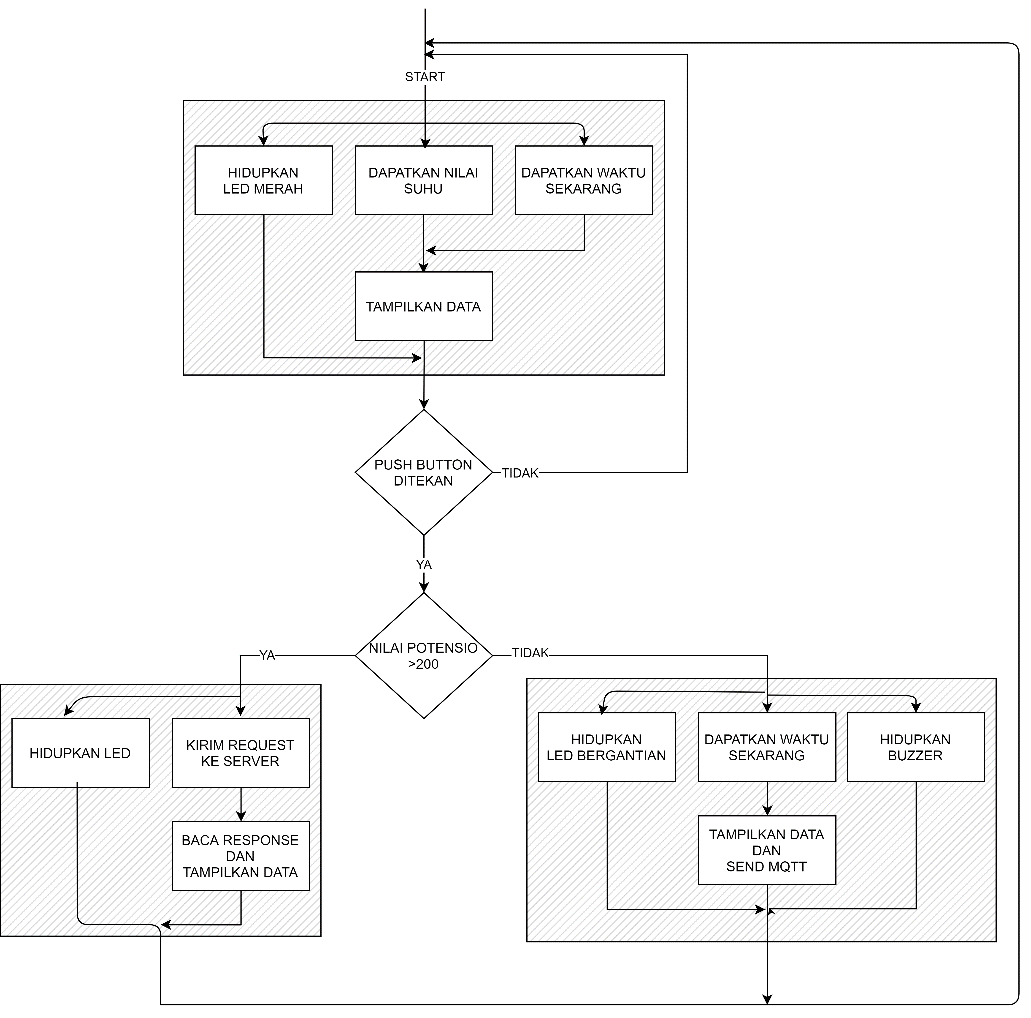 START
HIDUPKAN
LED MERAH
DAPATKAN NILAI
SUHU
DAPATKAN WAKTU
SEKARANG
TAMPILKAN DATA
PUSH BUTTON
DITEKAN
TIDAK
YA
NILAI POTENSIO
>200
YA
TIDAK
HIDUPKAN LED
KIRIM REQUEST
KE SERVER
BACA RESPONSE
DAN
TAMPILKAN DATA
HIDUPKAN
LED BERGANTIAN
DAPATKAN WAKTU
SEKARANG
HIDUPKAN
BUZZER
TAMPILKAN DATA
DAN
SEND MQTT